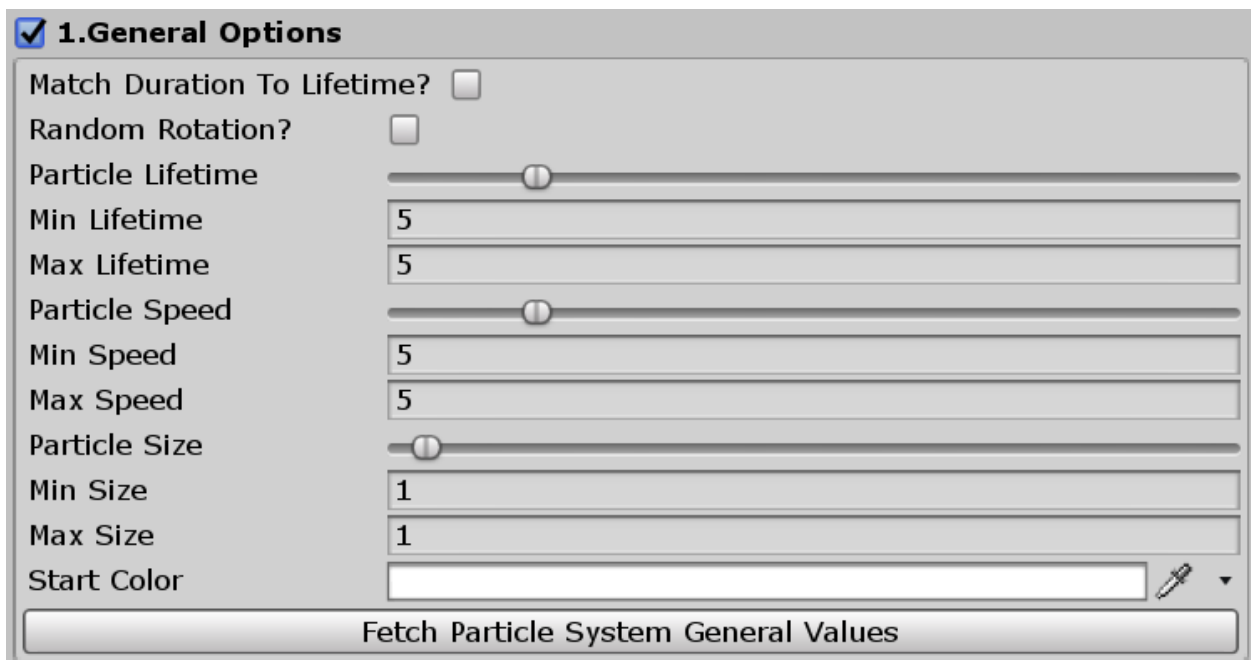 1.General Options
Match Duration To Lifetime?
Random Rotation?
Particle Lifetime
Min Lifetime 5
Max Lifetime 5
Particle Speed
Min Speed 5
Max Speed 5
Particle Size
Min Size 1
Max Size 1
Start Color
Fetch Particle System General Values